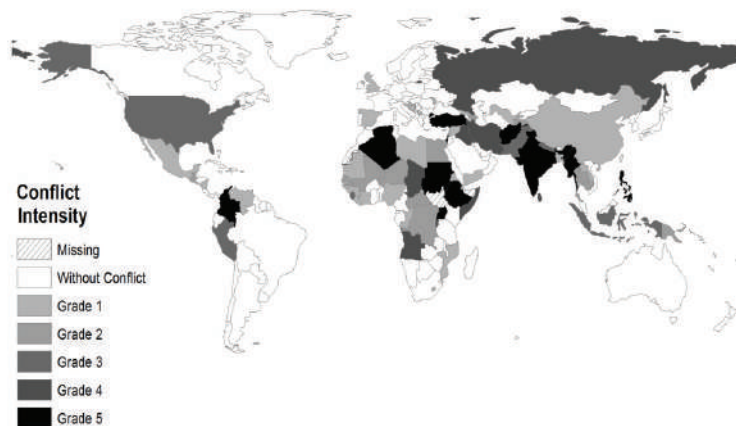 Conflict
Intensity
Missing
Without Conflict
Grade 1
Grade 2
Grade 3
Grade 4
Grade 5